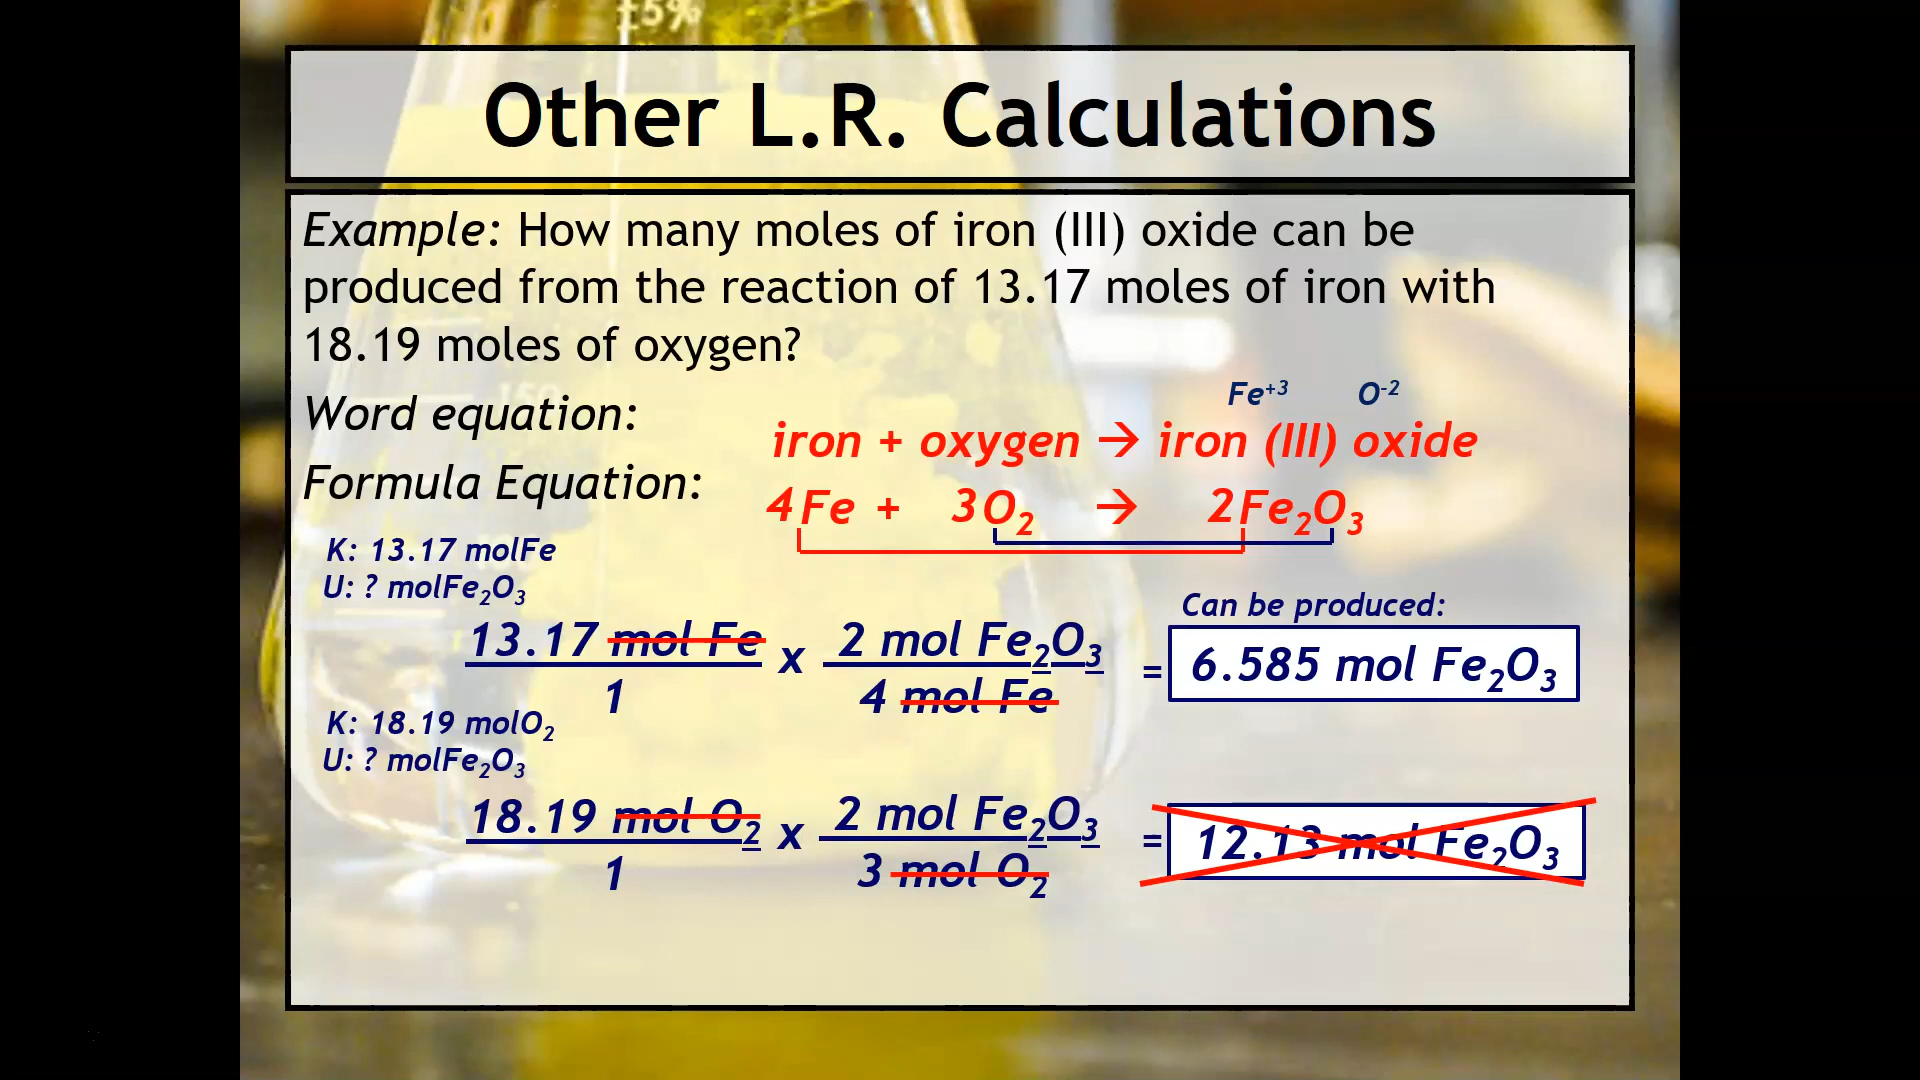 ±5%
Other L.R. Calculations
Example: How many moles of iron (III) oxide can be
produced from the reaction of 13.17 moles of iron with
18.19 moles of oxygen?
Fe⁺³ O⁻²
Word equation:
iron + oxygen → iron (III) oxide
Formula Equation:
4Fe + 3O₂ → 2Fe₂O₃
K: 13.17 molFe
U: ? molFe₂O₃
Can be produced:
13.17 mol Fe x 2 mol Fe₂O₃ = 6.585 mol Fe₂O₃
1 4 mol Fe
K: 18.19 molO₂
U: ? molFe₂O₃
18.19 mol O₂ x 2 mol Fe₂O₃ = 12.13 mol Fe₂O₃
1 3 mol O₂